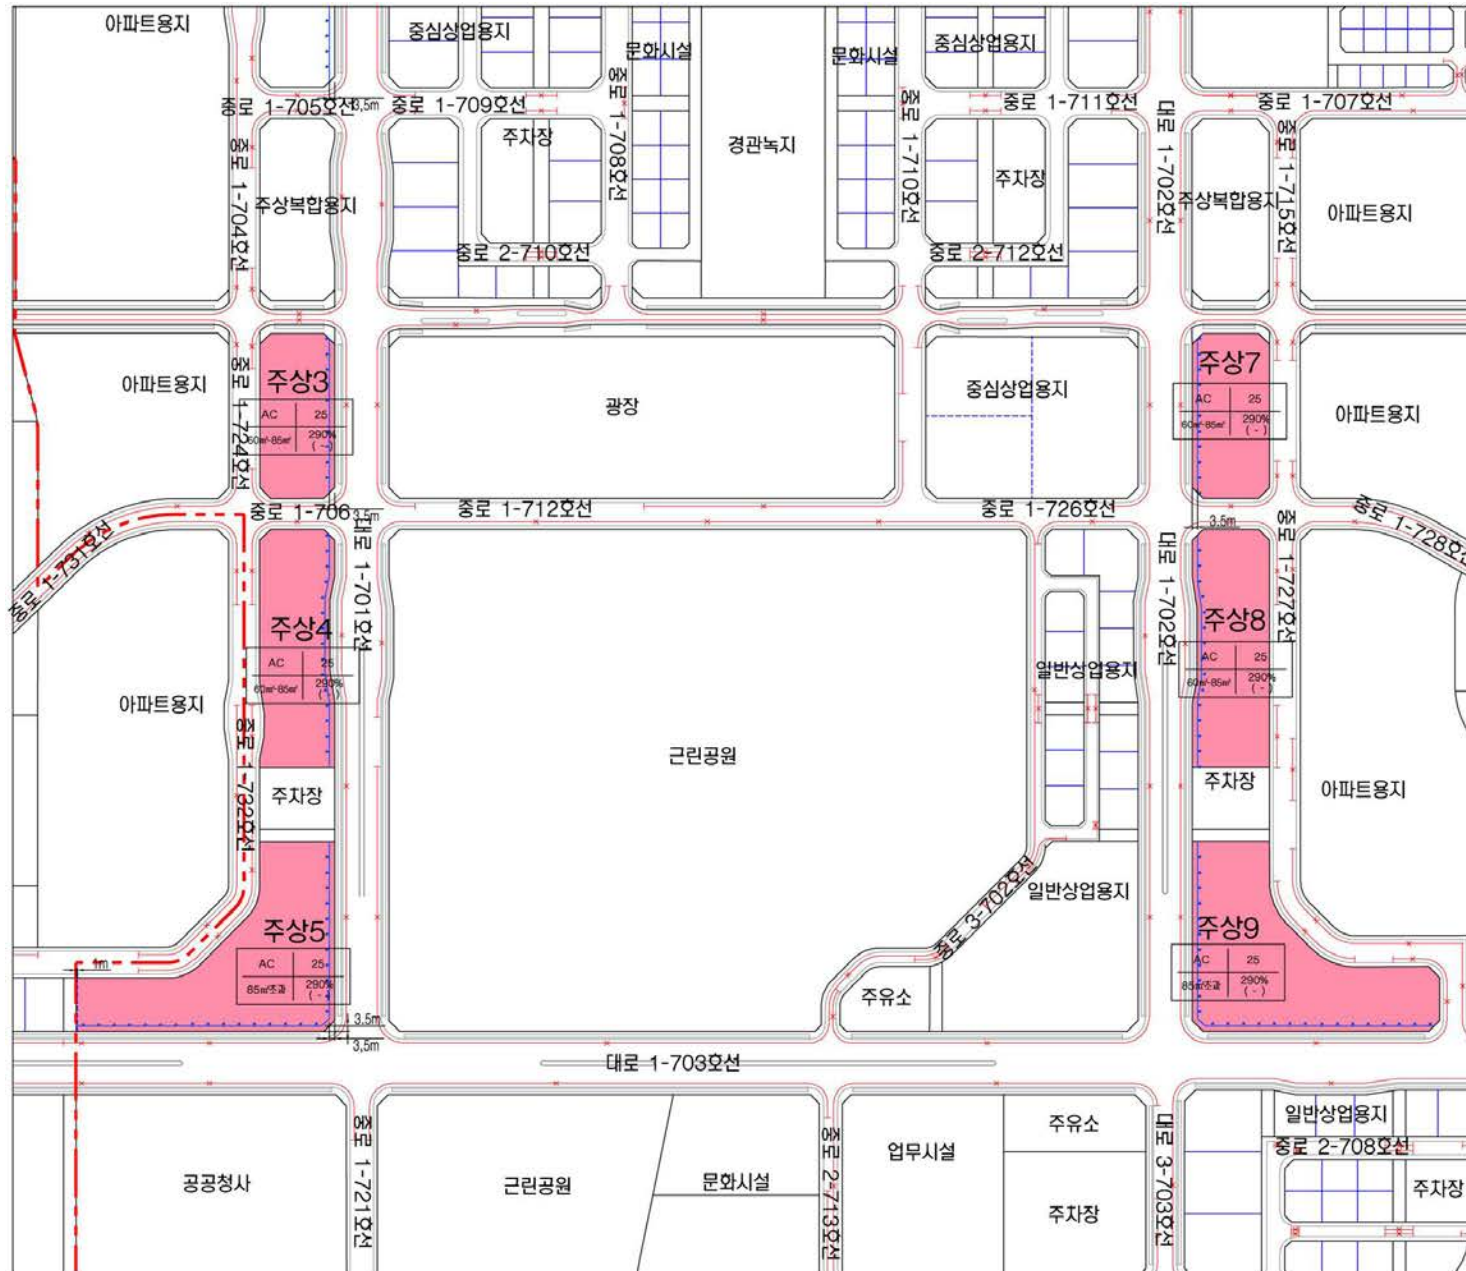 아파트용지
중심상업용지
문화시설
문화시설
중심상업용지
중로 1-705호선
3,5m
중로 1-709호선
중로 1-708호선
중로 1-710호선
중로 1-711호선
대로 1-702호선
중로 1-707호선
중로 1-704호선
주상복합용지
주차장
경관녹지
주차장
주상복합용지
중로 1-715호선
아파트용지
중로 2-710호선
중로 2-712호선
아파트용지
중로 1-724호선
주상3
AC 25
60㎡-85㎡ 290%
( - )
광장
중심상업용지
주상7
AC 25
60㎡-85㎡ 290%
( - )
아파트용지
중로 1-731호선
중로 1-706
3,5m
중로 1-712호선
중로 1-726호선
3,5m
중로 1-728호선
대로 1-701호선
대로 1-702호선
중로 1-727호선
주상4
AC 25
60㎡-85㎡ 290%
( - )
주상8
AC 25
60㎡-85㎡ 290%
( - )
아파트용지
일반상업용지
중로 1-732호선
근린공원
주차장
주차장
아파트용지
중로 3-702호선
일반상업용지
주상5
AC 25
85㎡초과 290%
( - )
주상9
AC 25
85㎡초과 290%
( - )
1m
주유소
3,5m
3,5m
대로 1-703호선
공공청사
중로 1-721호선
근린공원
문화시설
중로 2-713호선
업무시설
주유소
주차장
대로 3-703호선
일반상업용지
중로 2-708호선
주차장